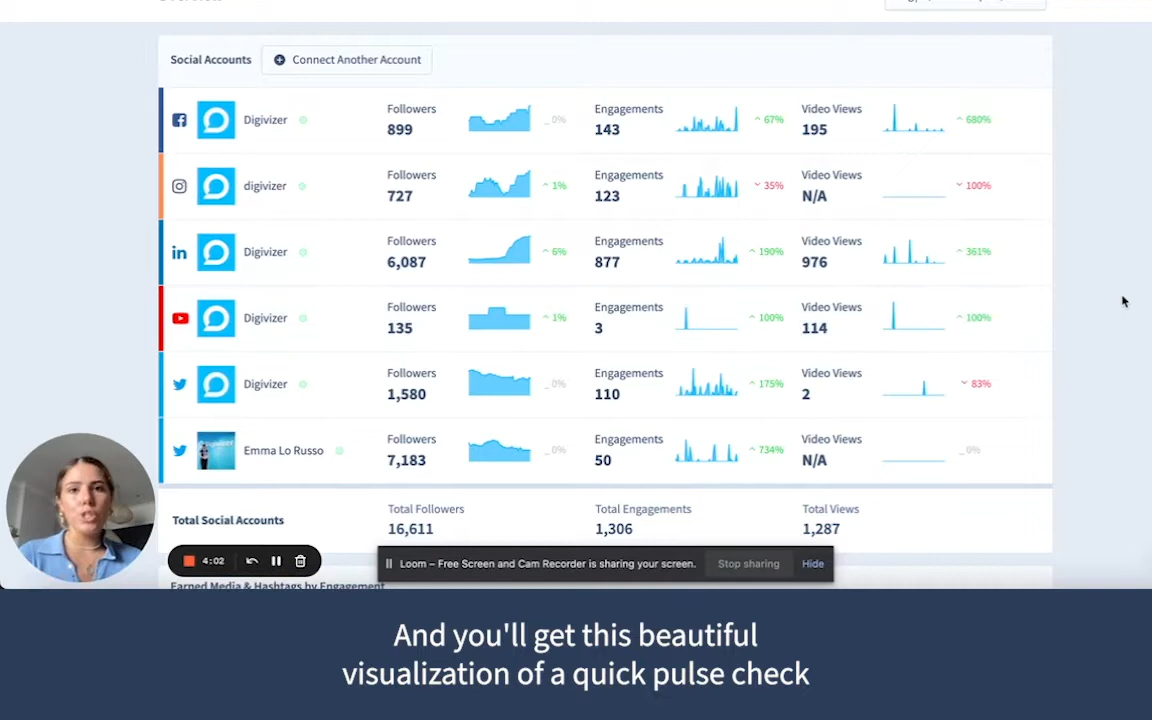 Social Accounts
Connect Another Account
Digivizer
Followers
899
0%
Engagements
143
67%
Video Views
195
680%
digivizer
Followers
727
1%
Engagements
123
35%
Video Views
N/A
100%
Digivizer
Followers
6,087
6%
Engagements
877
190%
Video Views
976
361%
Digivizer
Followers
135
1%
Engagements
3
100%
Video Views
114
100%
Digivizer
Followers
1,580
0%
Engagements
110
175%
Video Views
2
83%
Emma Lo Russo
Followers
7,183
0%
Engagements
50
734%
Video Views
N/A
0%
Total Social Accounts
Total Followers
16,611
Total Engagements
1,306
Total Views
1,287
4:02
Loom – Free Screen and Cam Recorder is sharing your screen.
Stop sharing
Hide
Earned Media & Hashtags by Engagement
And you'll get this beautiful
visualization of a quick pulse check